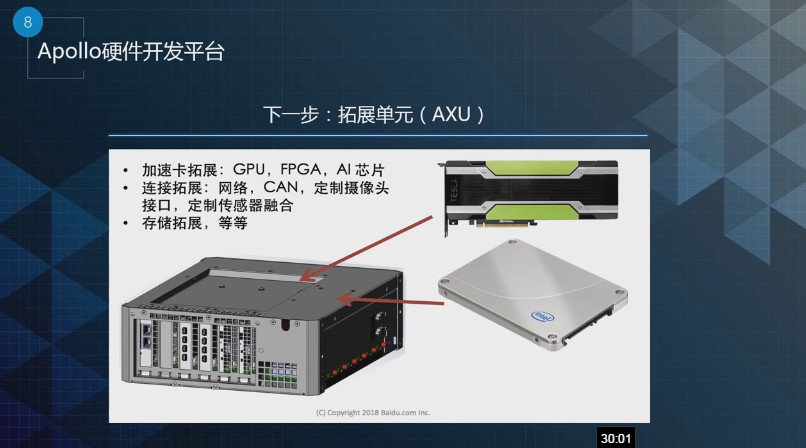 8
Apollo硬件开发平台
下一步：拓展单元（AXU）
• 加速卡拓展：GPU，FPGA，AI 芯片
• 连接拓展：网络，CAN，定制摄像头
接口，定制传感器融合
• 存储拓展，等等
TESLA
intel
(C) Copyright 2018 Baidu.com Inc.
30:01